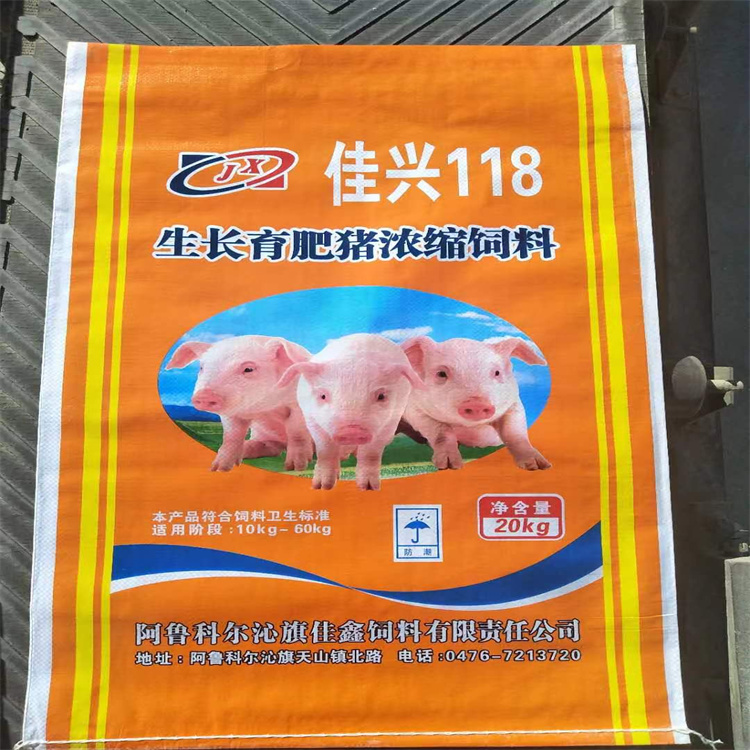 JX
佳兴118
生长育肥猪浓缩饲料
本产品符合饲料卫生标准
适用阶段:10kg-60kg
防潮
净含量
20kg
阿鲁科尔沁旗佳鑫饲料有限责任公司
地址:阿鲁科尔沁旗天山镇北路 电话:0476-7213720